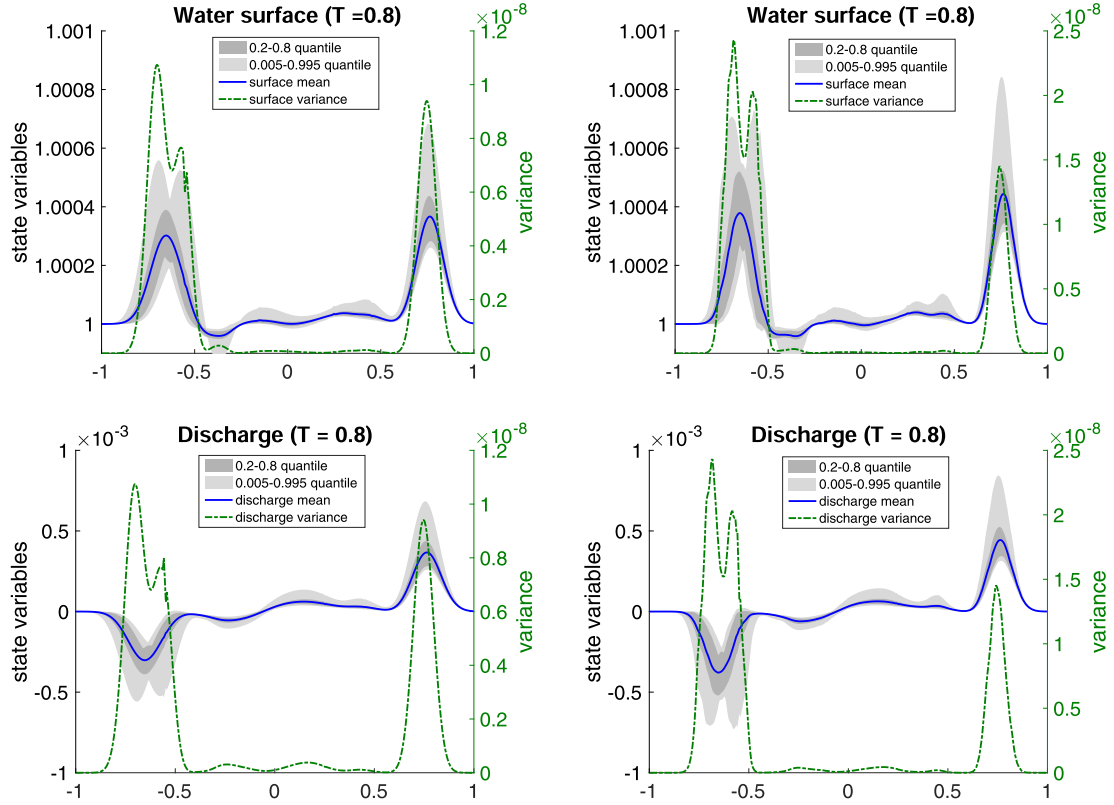 Water surface (T =0.8)
×10⁻⁸
1.001
1.0008
1.0006
1.0004
1.0002
1
state variables
0.2-0.8 quantile
0.005-0.995 quantile
surface mean
surface variance
1.2
1
0.8
0.6
0.4
0.2
0
variance
-1
-0.5
0
0.5
1
Water surface (T =0.8)
×10⁻⁸
1.001
1.0008
1.0006
1.0004
1.0002
1
state variables
0.2-0.8 quantile
0.005-0.995 quantile
surface mean
surface variance
2.5
2
1.5
1
0.5
0
variance
-1
-0.5
0
0.5
1
×10⁻³
Discharge (T = 0.8)
×10⁻⁸
1
0.5
0
-0.5
-1
state variables
0.2-0.8 quantile
0.005-0.995 quantile
discharge mean
discharge variance
1.2
1
0.8
0.6
0.4
0.2
0
variance
-1
-0.5
0
0.5
1
×10⁻³
Discharge (T = 0.8)
×10⁻⁸
1
0.5
0
-0.5
-1
state variables
0.2-0.8 quantile
0.005-0.995 quantile
discharge mean
discharge variance
2.5
2
1.5
1
0.5
0
variance
-1
-0.5
0
0.5
1